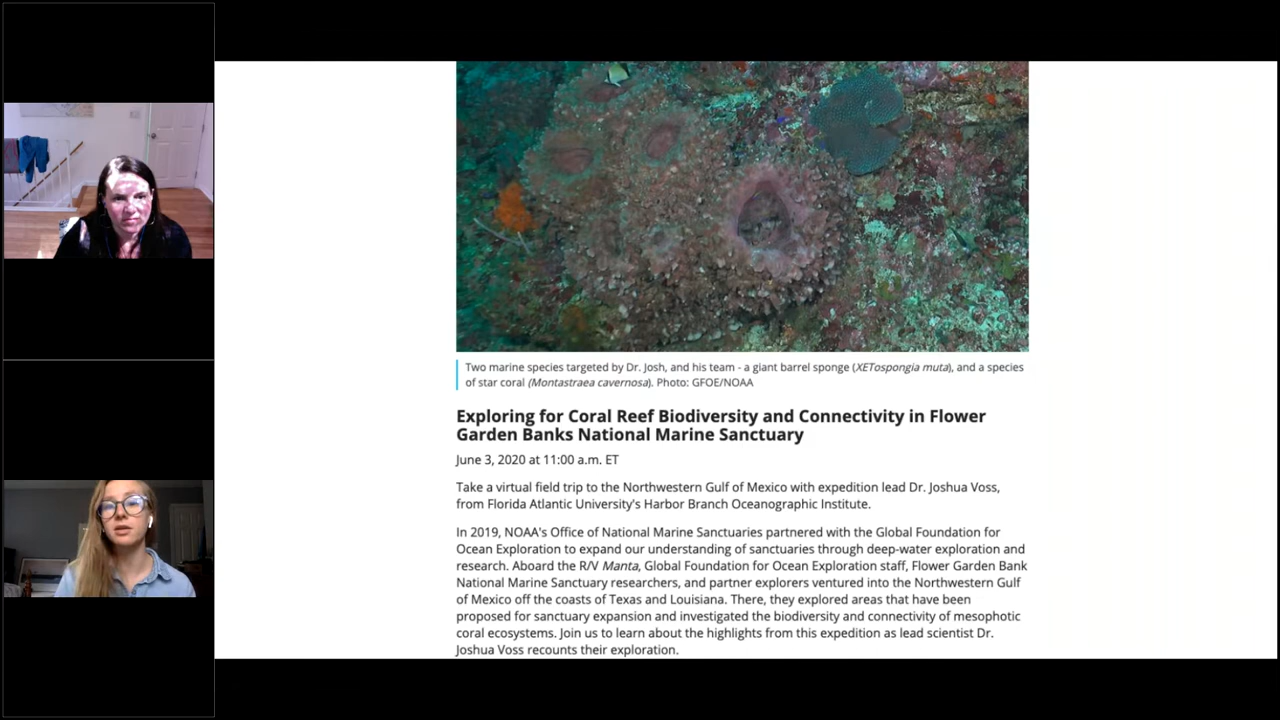 Two marine species targeted by Dr. Josh, and his team - a giant barrel sponge (XETospongia muta), and a species
of star coral (Montastraea cavernosa). Photo: GFOE/NOAA
Exploring for Coral Reef Biodiversity and Connectivity in Flower
Garden Banks National Marine Sanctuary
June 3, 2020 at 11:00 a.m. ET
Take a virtual field trip to the Northwestern Gulf of Mexico with expedition lead Dr. Joshua Voss,
from Florida Atlantic University's Harbor Branch Oceanographic Institute.
In 2019, NOAA's Office of National Marine Sanctuaries partnered with the Global Foundation for
Ocean Exploration to expand our understanding of sanctuaries through deep-water exploration and
research. Aboard the R/V Manta, Global Foundation for Ocean Exploration staff, Flower Garden Bank
National Marine Sanctuary researchers, and partner explorers ventured into the Northwestern Gulf
of Mexico off the coasts of Texas and Louisiana. There, they explored areas that have been
proposed for sanctuary expansion and investigated the biodiversity and connectivity of mesophotic
coral ecosystems. Join us to learn about the highlights from this expedition as lead scientist Dr.
Joshua Voss recounts their exploration.